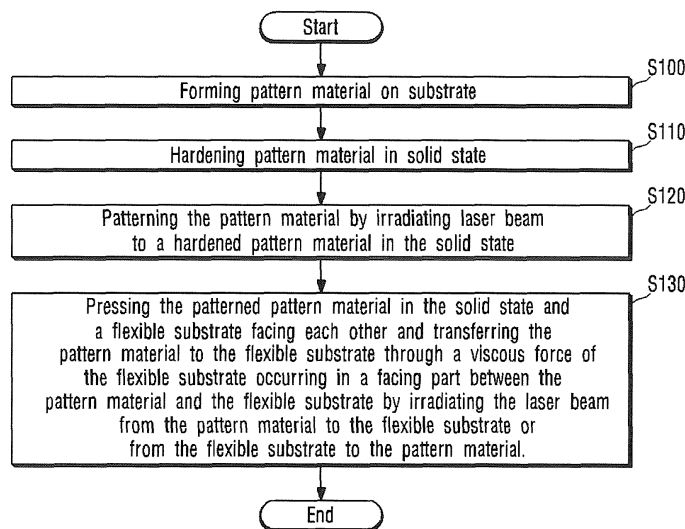 Start
S100
Forming pattern material on substrate
S110
Hardening pattern material in solid state
S120
Patterning the pattern material by irradiating laser beam
to a hardened pattern material in the solid state
S130
Pressing the patterned pattern material in the solid state and
a flexible substrate facing each other and transferring the
pattern material to the flexible substrate through a viscous force of
the flexible substrate occurring in a facing part between the
pattern material and the flexible substrate by irradiating the laser beam
from the pattern material to the flexible substrate or
from the flexible substrate to the pattern material.
End